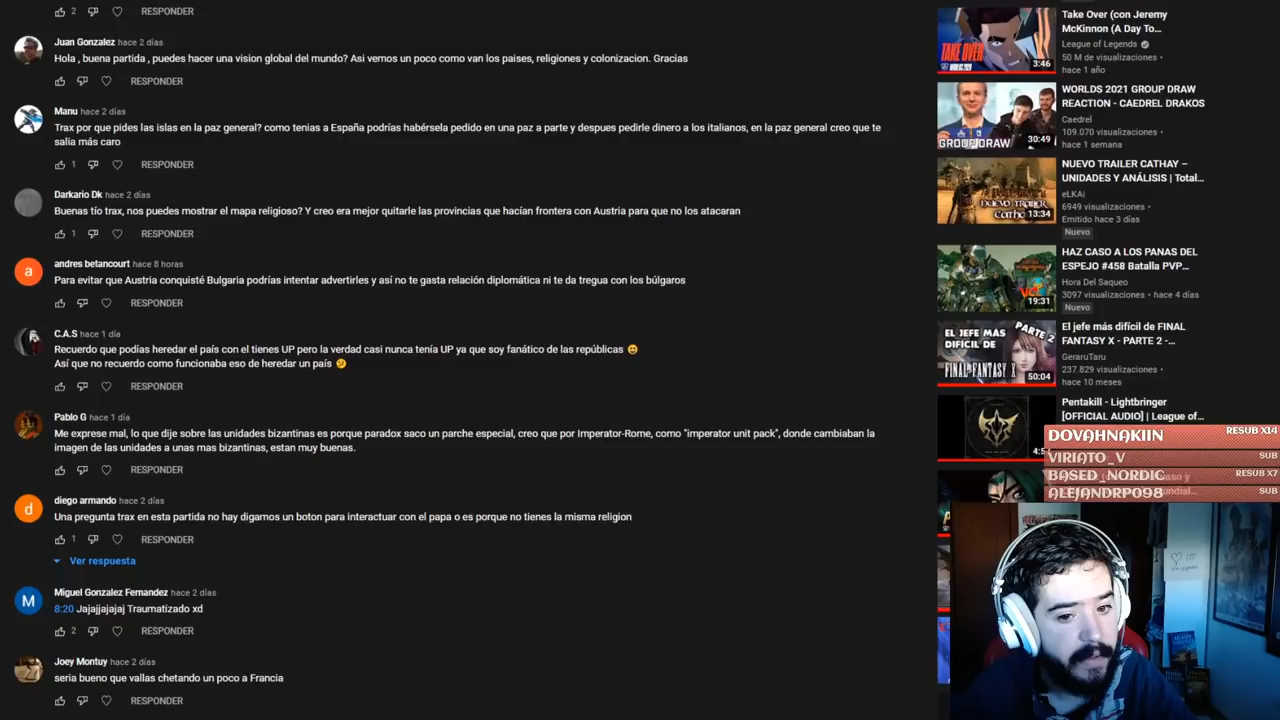 2 RESPONDER
Juan Gonzalez hace 2 días
Hola , buena partida , puedes hacer una vision global del mundo? Asi vemos un poco como van los paises, religiones y colonizacion. Gracias
RESPONDER
Manu hace 2 días
Trax por que pides las islas en la paz general? como tenias a España podrías habérsela pedido en una paz a parte y despues pedirle dinero a los italianos, en la paz general creo que te
salia más caro
1 RESPONDER
Darkario Dk hace 2 días
Buenas tío trax, nos puedes mostrar el mapa religioso? Y creo era mejor quitarle las provincias que hacían frontera con Austria para que no los atacaran
1 RESPONDER
a
andres betancourt hace 8 horas
Para evitar que Austria conquisté Bulgaria podrías intentar advertirles y así no te gasta relación diplomática ni te da tregua con los búlgaros
RESPONDER
C.A.S hace 1 día
Recuerdo que podías heredar el país con el tienes UP pero la verdad casi nunca tenía UP ya que soy fanático de las repúblicas 😄
Así que no recuerdo como funcionaba eso de heredar un país 🤔
RESPONDER
Pablo G hace 1 día
Me exprese mal, lo que dije sobre las unidades bizantinas es porque paradox saco un parche especial, creo que por Imperator-Rome, como "imperator unit pack", donde cambiaban la
imagen de las unidades a unas mas bizantinas, estan muy buenas.
RESPONDER
d
diego armando hace 2 días
Una pregunta trax en esta partida no hay digamos un boton para interactuar con el papa o es porque no tienes la misma religion
1 RESPONDER
Ver respuesta
M
Miguel Gonzalez Fernandez hace 2 días
8:20 Jajajjajajaj Traumatizado xd
2 RESPONDER
Joey Montuy hace 2 días
seria bueno que vallas chetando un poco a Francia
RESPONDER
TAKE OVER
3:46
Take Over (con Jeremy
McKinnon (A Day To...
League of Legends
50 M de visualizaciones •
hace 1 año
GROUP DRAW
30:49
WORLDS 2021 GROUP DRAW
REACTION - CAEDREL DRAKOS
Caedrel
109.070 visualizaciones •
hace 1 semana
NUEVO TRAILER
13:34
NUEVO TRAILER CATHAY –
UNIDADES Y ANÁLISIS | Total...
eLKAi
6949 visualizaciones •
Emitido hace 3 días
Nuevo
19:31
HAZ CASO A LOS PANAS DEL
ESPEJO #458 Batalla PVP...
Hora Del Saqueo
3097 visualizaciones • hace 4 días
Nuevo
EL JEFE MÁS
DIFÍCIL DE
FINAL FANTASY X
PARTE 2
50:04
El jefe más difícil de FINAL
FANTASY X - PARTE 2 -...
GeraruTaru
237.829 visualizaciones •
hace 10 meses
Pentakill - Lightbringer
[OFFICIAL AUDIO] | League of...
DOVAHNAKIIN RESUB X14
VIRIATO_V SUB
BASED_NORDIC RESUB X7
ALEJANDRP098 SUB